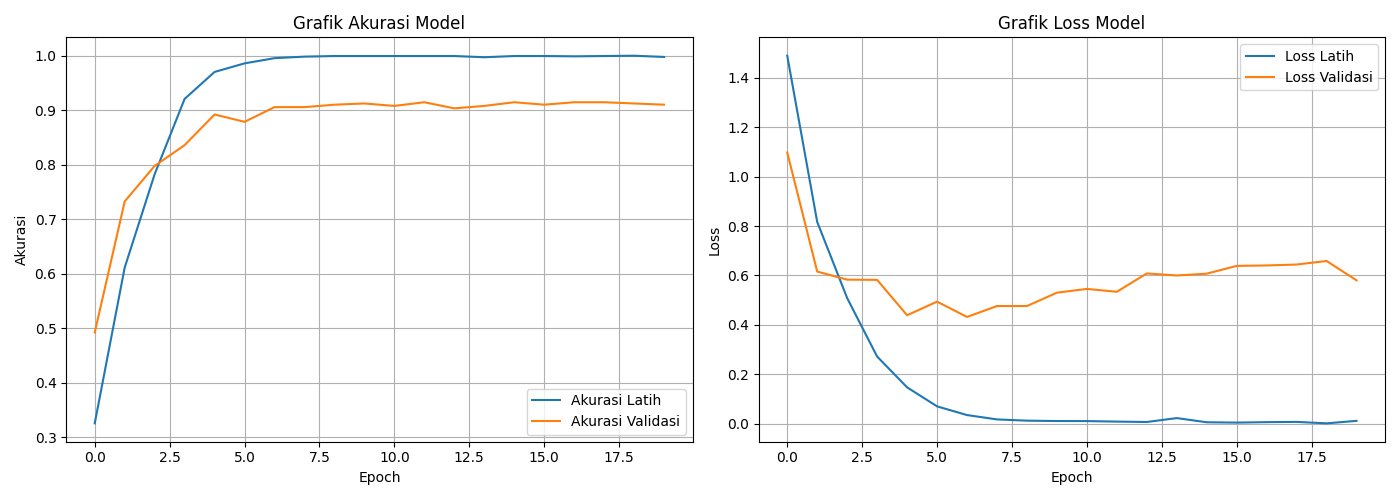 Grafik Akurasi Model
1.0
0.9
0.8
0.7
0.6
0.5
0.4
0.3
Akurasi
0.0 2.5 5.0 7.5 10.0 12.5 15.0 17.5
Epoch
Akurasi Latih
Akurasi Validasi
Grafik Loss Model
1.4
1.2
1.0
0.8
0.6
0.4
0.2
0.0
Loss
0.0 2.5 5.0 7.5 10.0 12.5 15.0 17.5
Epoch
Loss Latih
Loss Validasi